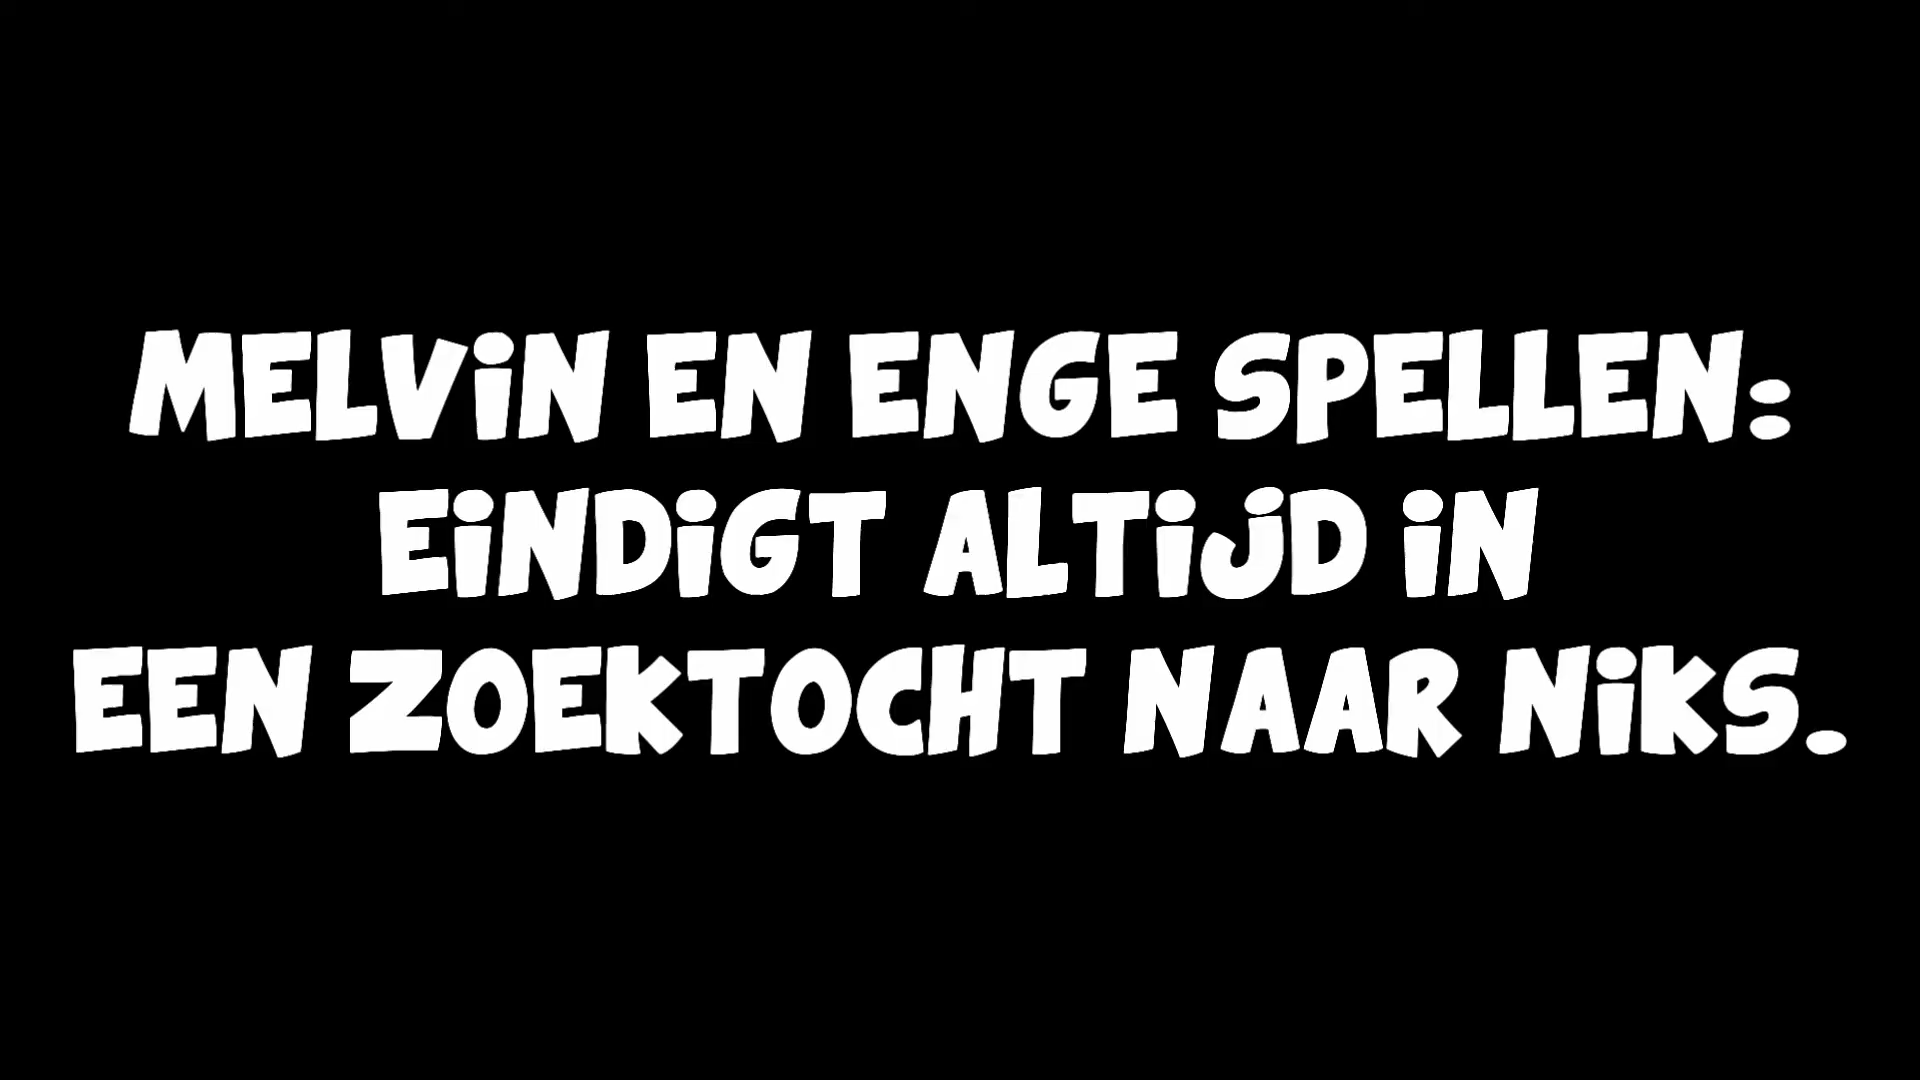 MELViN EN ENGE SPELLEN:
EiNDiGT ALTijD iN
EEN ZOEKTOCHT NAAR NiKS.